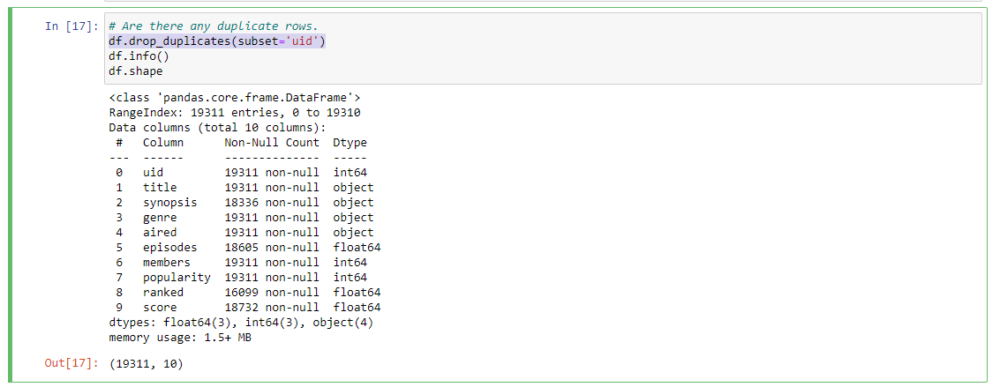 In [17]: # Are there any duplicate rows.
df.drop_duplicates(subset='uid')
df.info()
df.shape
<class 'pandas.core.frame.DataFrame'>
RangeIndex: 19311 entries, 0 to 19310
Data columns (total 10 columns):
 #   Column      Non-Null Count  Dtype
---  ------      --------------  -----
 0   uid         19311 non-null  int64
 1   title       19311 non-null  object
 2   synopsis    18336 non-null  object
 3   genre       19311 non-null  object
 4   aired       19311 non-null  object
 5   episodes    18605 non-null  float64
 6   members     19311 non-null  int64
 7   popularity  19311 non-null  int64
 8   ranked      16099 non-null  float64
 9   score       18732 non-null  float64
dtypes: float64(3), int64(3), object(4)
memory usage: 1.5+ MB
Out[17]: (19311, 10)